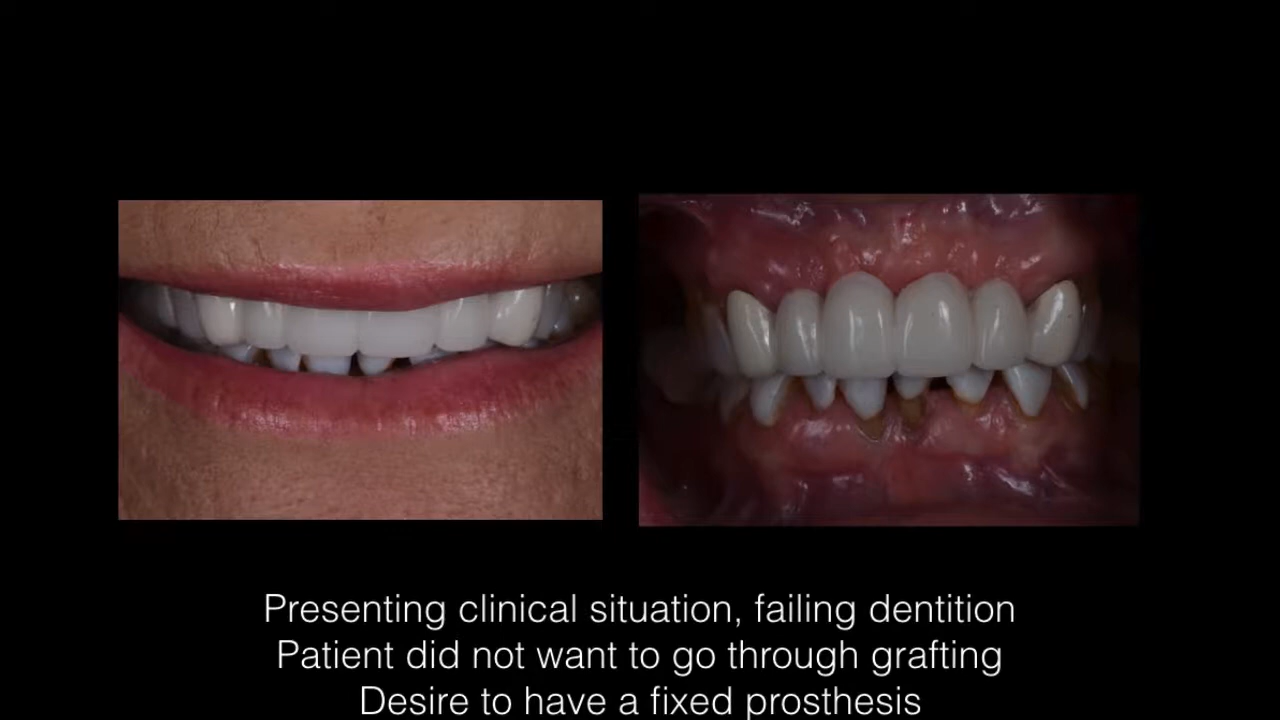 Presenting clinical situation, failing dentition
Patient did not want to go through grafting
Desire to have a fixed prosthesis